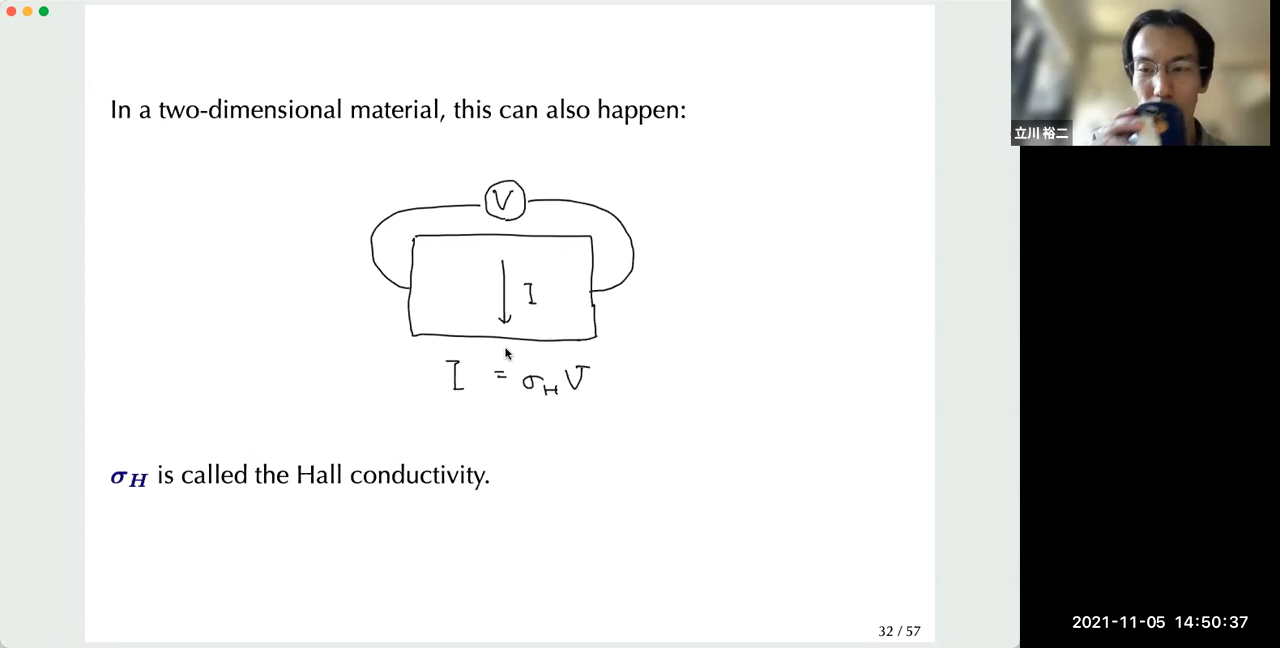 In a two-dimensional material, this can also happen:
V
I
I = σH V
σH is called the Hall conductivity.
32 / 57
立川 裕二
2021-11-05 14:50:37